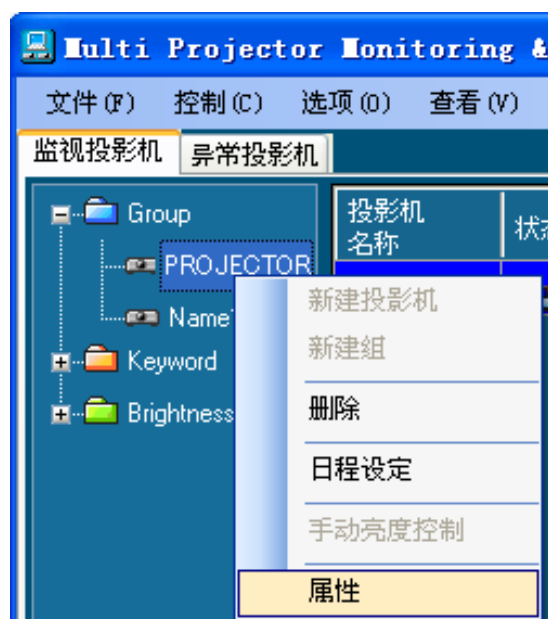 Multi Projector Monitoring &
文件(F) 控制(C) 选项(O) 查看(V)
监视投影机 异常投影机
Group
投影机
名称
PROJECTOR
新建投影机
Name
新建组
Keyword
删除
Brightness
日程设定
手动亮度控制
属性